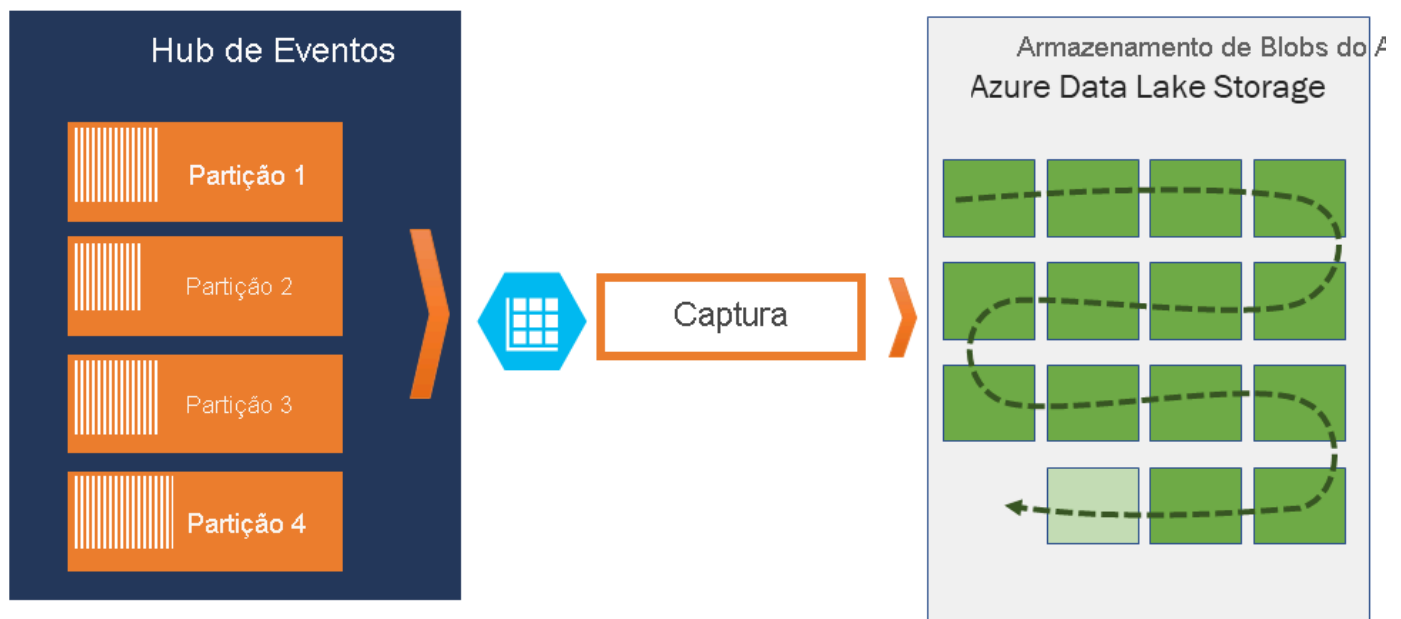 Hub de Eventos
Partição 1
Partição 2
Partição 3
Partição 4
Captura
Armazenamento de Blobs do
Azure Data Lake Storage